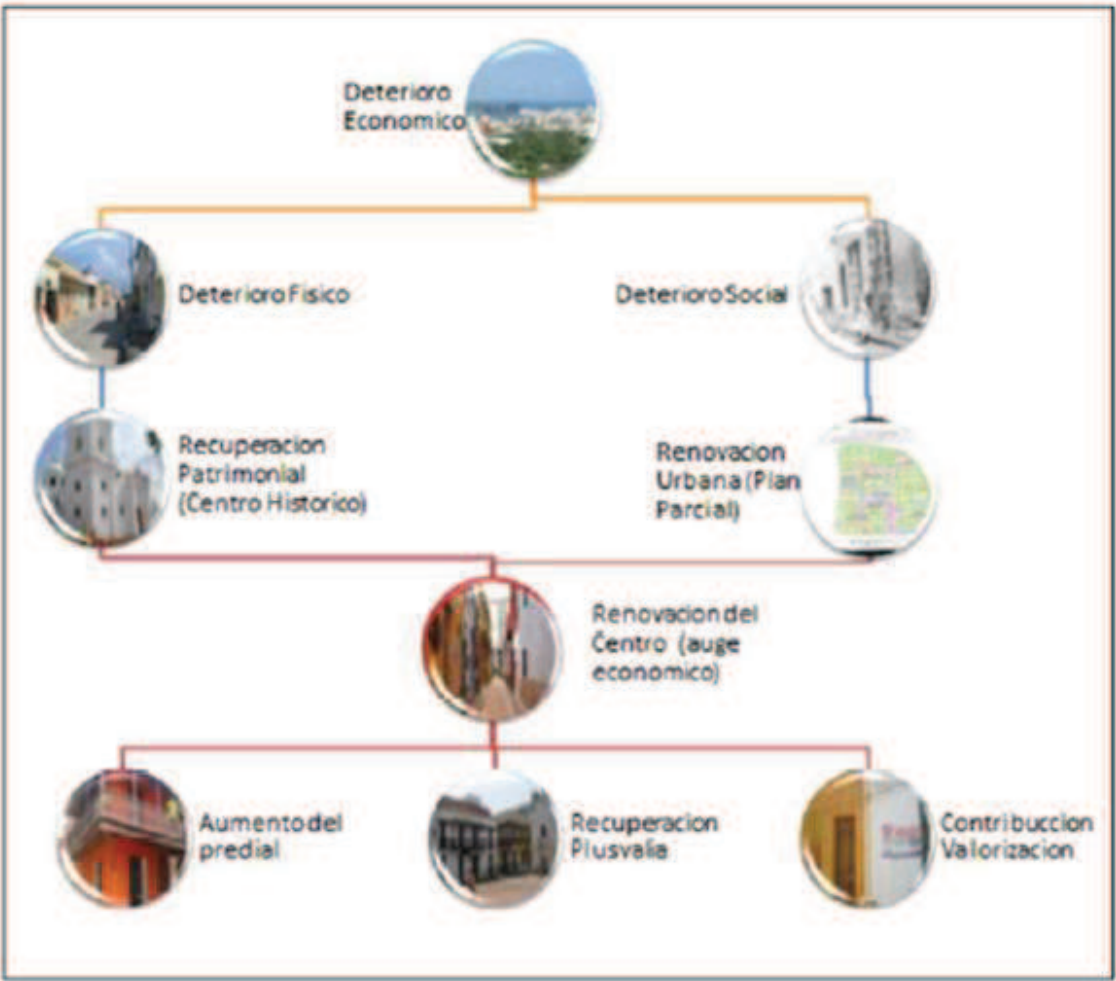 Deterioro
Economico
Deterioro Fisico
Deterioro Social
Recuperacion
Patrimonial
(Centro Historico)
Renovacion
Urbana (Plan
Parcial)
Renovacion del
Centro (auge
economico)
Aumento del
predial
Recuperacion
Plusvalia
Contribuccion
Valorizacion